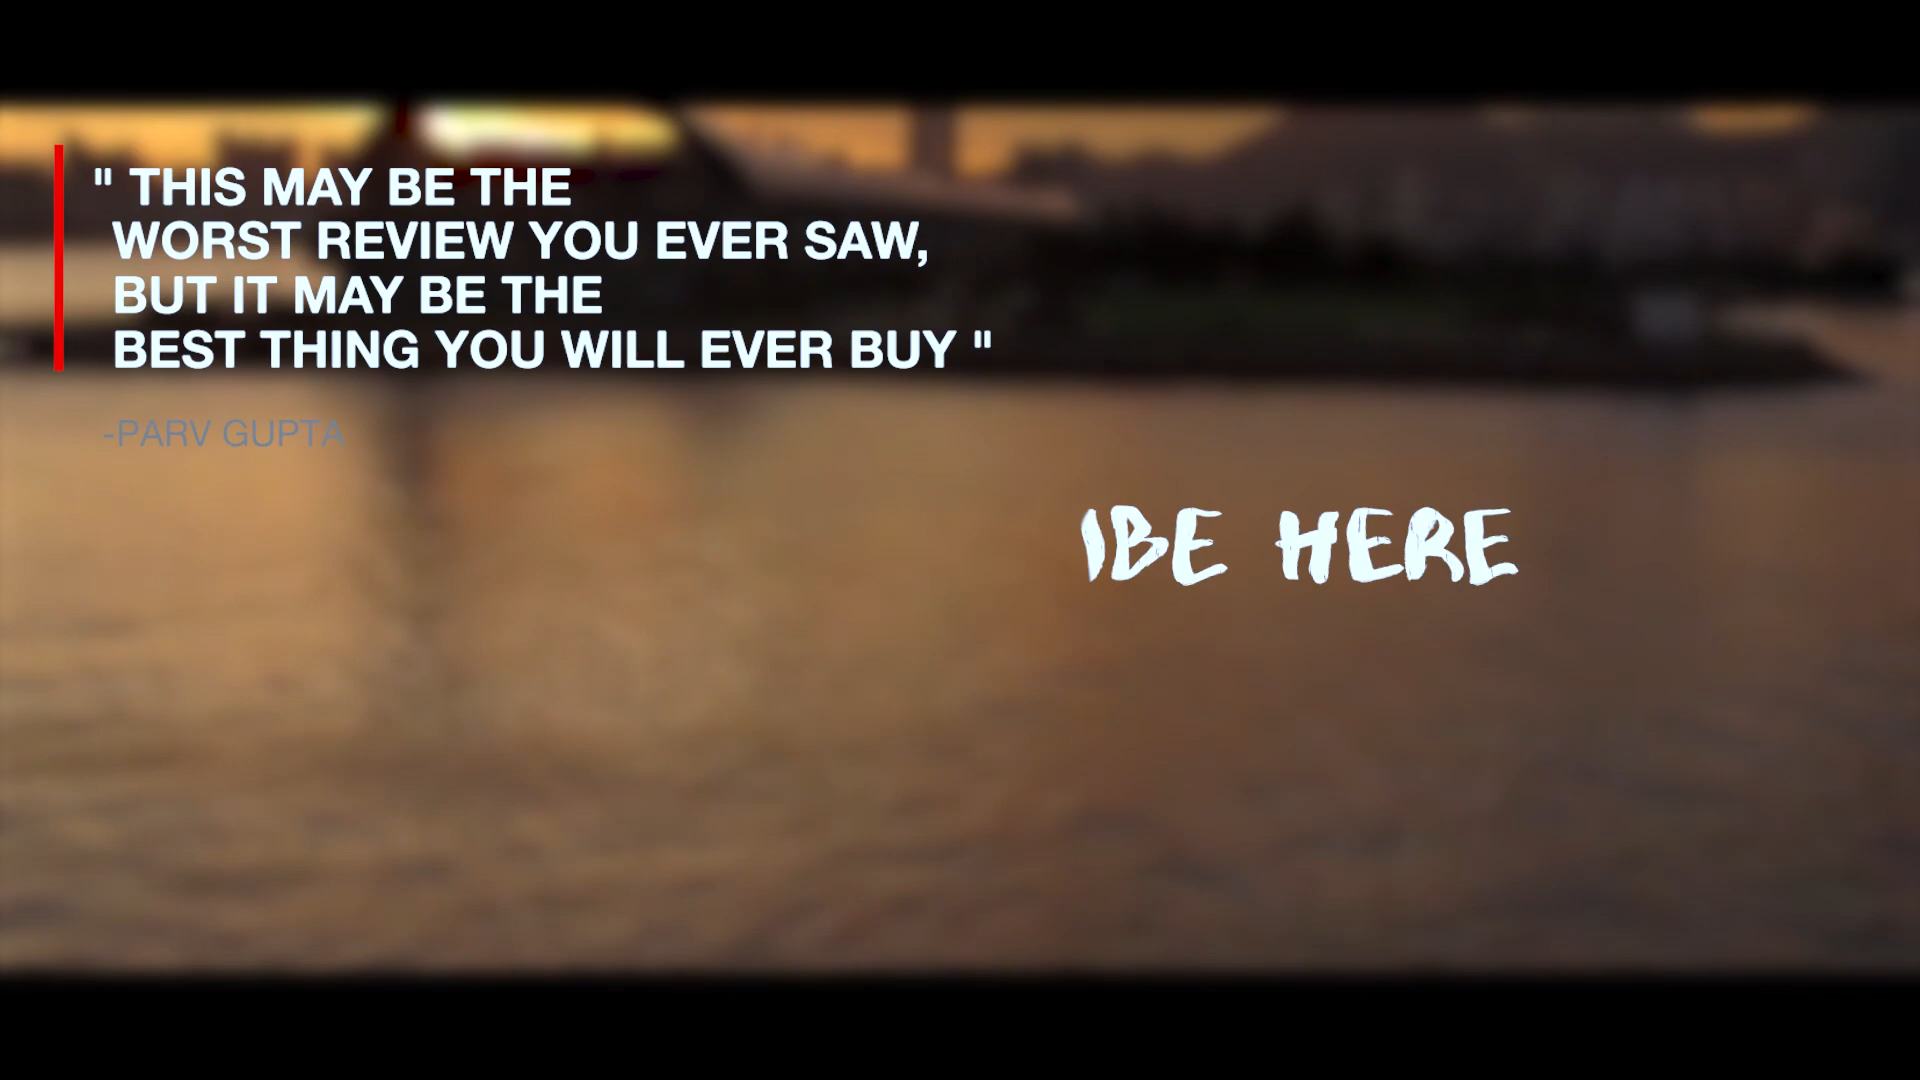 " THIS MAY BE THE
WORST REVIEW YOU EVER SAW,
BUT IT MAY BE THE
BEST THING YOU WILL EVER BUY "
-PARV GUPTA
IBE HERE